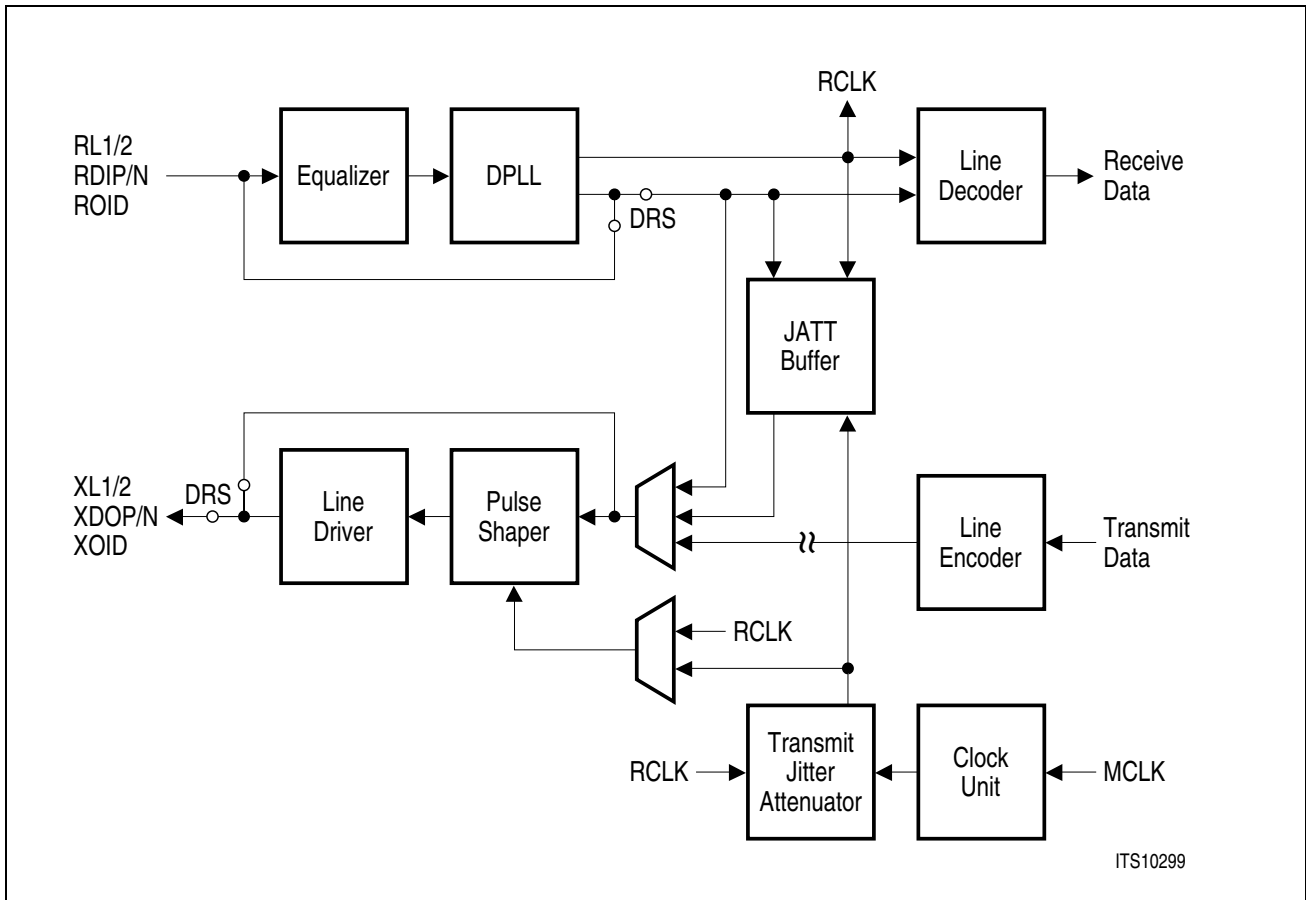 RCLK
RL1/2
RDIP/N
ROID
Equalizer
DPLL
Line
Decoder
Receive
Data
DRS
JATT
Buffer
XL1/2
XDOP/N
XOID
DRS
Line
Driver
Pulse
Shaper
Line
Encoder
Transmit
Data
RCLK
RCLK
Transmit
Jitter
Attenuator
Clock
Unit
MCLK
ITS10299